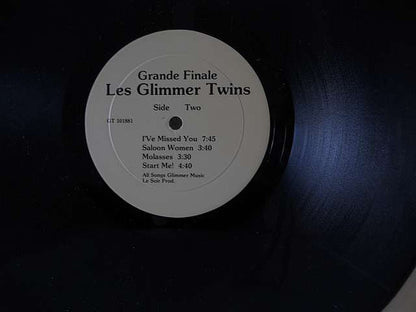 Grande Finale
Les Glimmer Twins
Side Two
GT 101881
I'Ve Missed You 7:45
Saloon Women 3:40
Molasses 3:30
Start Me! 4:40
All Songs Glimmer Music
Le Soir Prod.